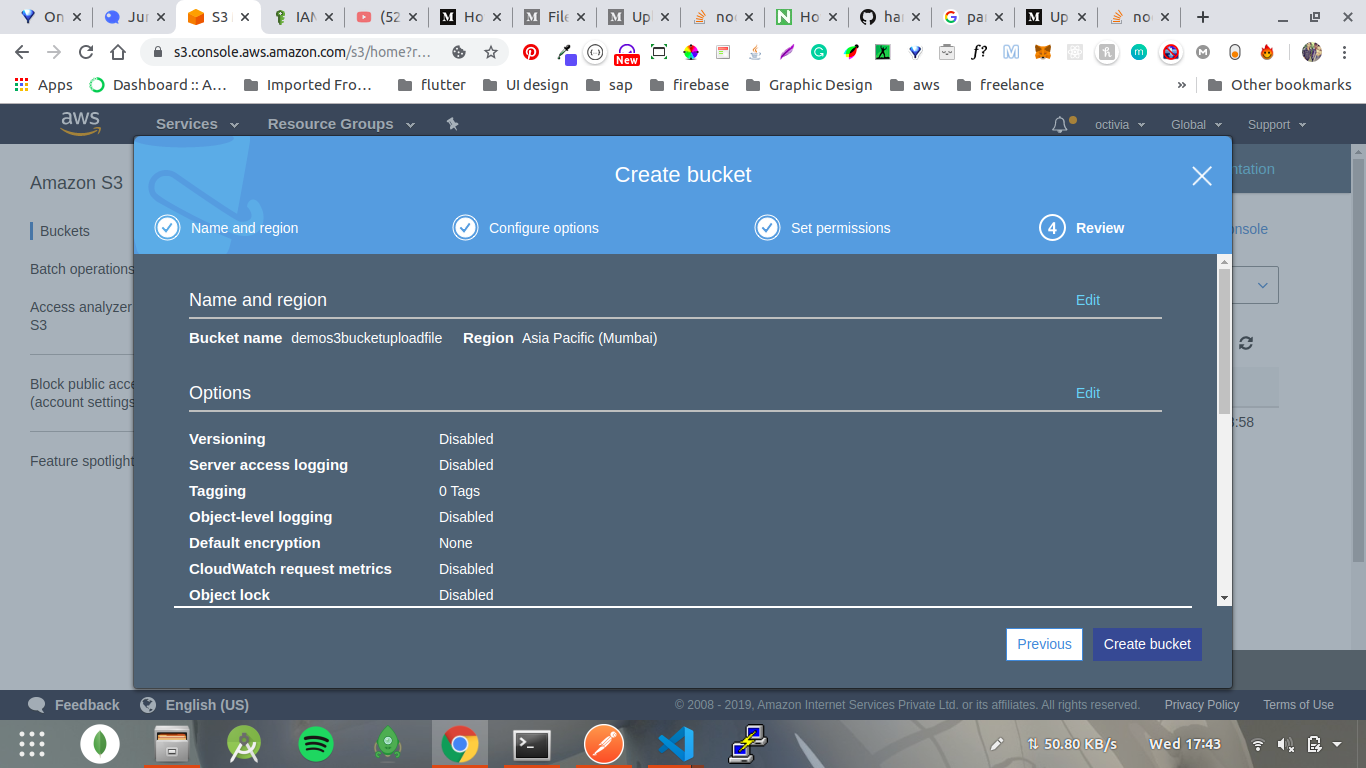 On
Jun
S3
IAM
(52
Ho
File
Up
Ho
har
Up
s3.console.aws.amazon.com/s3/home?r…
New
f?
Apps
Dashboard :: A…
Imported Fro…
flutter
UI design
sap
firebase
Graphic Design
aws
freelance
»
Other bookmarks
aws
Services
Resource Groups
octivia
Global
Support
Create bucket
Name and region
Configure options
Set permissions
4
Review
ntation
Amazon S3
Buckets
Batch operations
Access analyzer
S3
Block public acce
(account settings
Feature spotlight
onsole
8:58
Name and region
Edit
Bucket name demos3bucketuploadfile Region Asia Pacific (Mumbai)
Options
Edit
Versioning Disabled
Server access logging Disabled
Tagging 0 Tags
Object-level logging Disabled
Default encryption None
CloudWatch request metrics Disabled
Object lock Disabled
Previous
Create bucket
Feedback
English (US)
© 2008 - 2019, Amazon Internet Services Private Ltd. or its affiliates. All rights reserved.
Privacy Policy
Terms of Use
50.80 KB/s
Wed 17:43